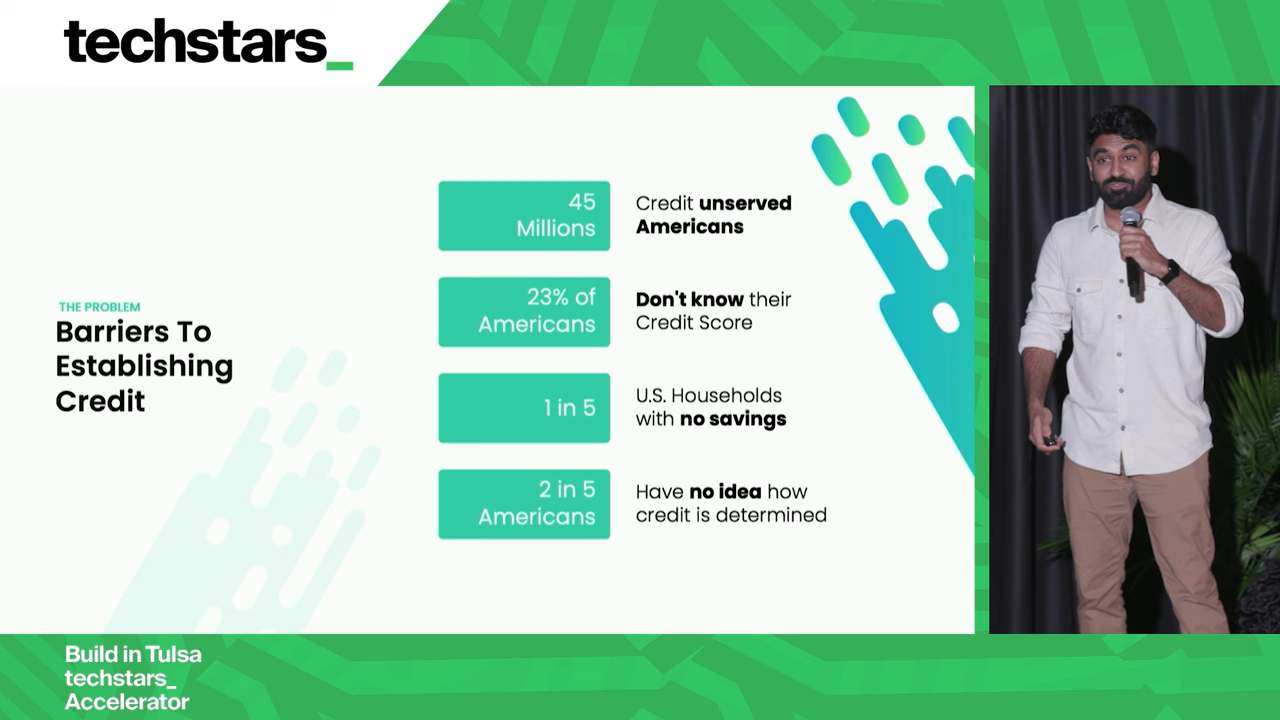 techstars_
THE PROBLEM
Barriers To
Establishing
Credit
45
Millions
Credit unserved
Americans
23% of
Americans
Don't know their
Credit Score
1 in 5
U.S. Households
with no savings
2 in 5
Americans
Have no idea how
credit is determined
Build in Tulsa
techstars_
Accelerator